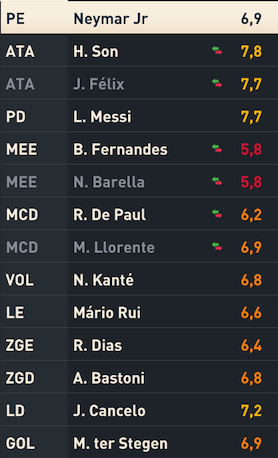 PE Neymar Jr 6,9
ATA H. Son 7,8
ATA J. Félix 7,7
PD L. Messi 7,7
MEE B. Fernandes 5,8
MEE N. Barella 5,8
MCD R. De Paul 6,2
MCD M. Llorente 6,9
VOL N. Kanté 6,8
LE Mário Rui 6,6
ZGE R. Dias 6,4
ZGD A. Bastoni 6,8
LD J. Cancelo 7,2
GOL M. ter Stegen 6,9